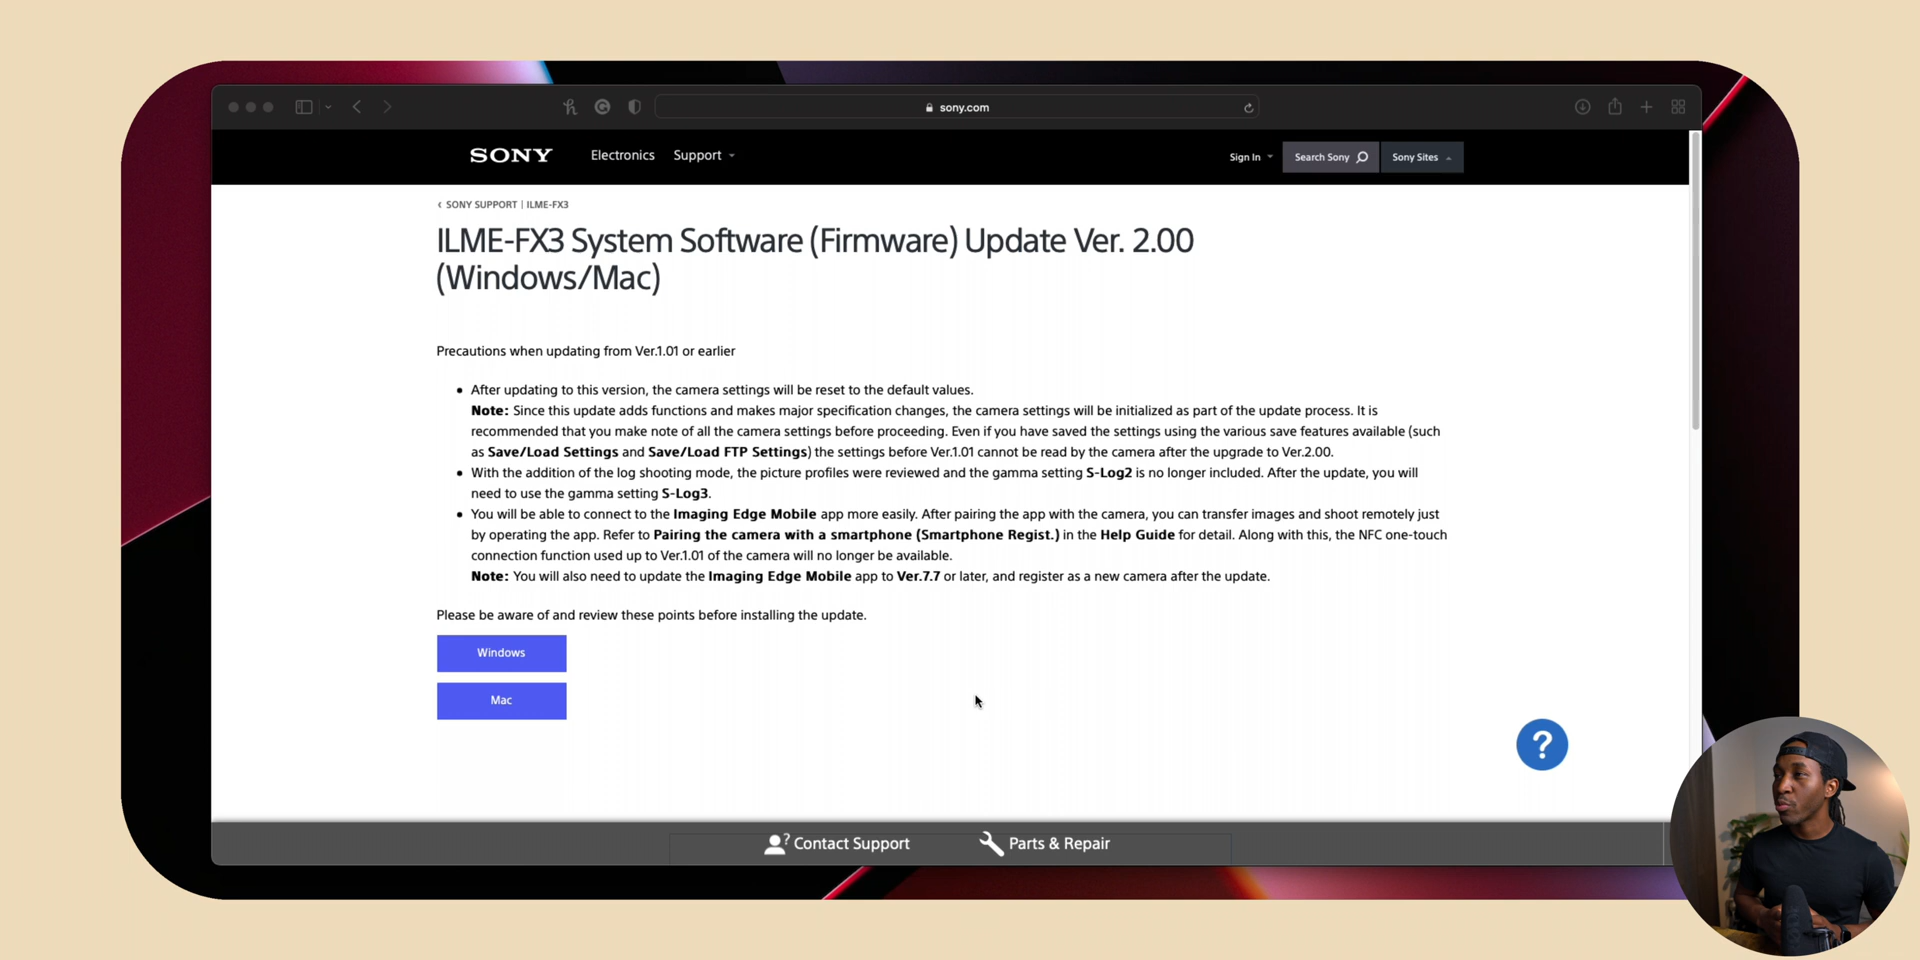 sony.com
SONY Electronics Support Sign In Search Sony Sony Sites
SONY SUPPORT | ILME-FX3
ILME-FX3 System Software (Firmware) Update Ver. 2.00
(Windows/Mac)
Precautions when updating from Ver.1.01 or earlier
• After updating to this version, the camera settings will be reset to the default values.
Note: Since this update adds functions and makes major specification changes, the camera settings will be initialized as part of the update process. It is
recommended that you make note of all the camera settings before proceeding. Even if you have saved the settings using the various save features available (such
as Save/Load Settings and Save/Load FTP Settings) the settings before Ver.1.01 cannot be read by the camera after the upgrade to Ver.2.00.
• With the addition of the log shooting mode, the picture profiles were reviewed and the gamma setting S-Log2 is no longer included. After the update, you will
need to use the gamma setting S-Log3.
• You will be able to connect to the Imaging Edge Mobile app more easily. After pairing the app with the camera, you can transfer images and shoot remotely just
by operating the app. Refer to Pairing the camera with a smartphone (Smartphone Regist.) in the Help Guide for detail. Along with this, the NFC one-touch
connection function used up to Ver.1.01 of the camera will no longer be available.
Note: You will also need to update the Imaging Edge Mobile app to Ver.7.7 or later, and register as a new camera after the update.
Please be aware of and review these points before installing the update.
Windows
Mac
?
Contact Support Parts & Repair